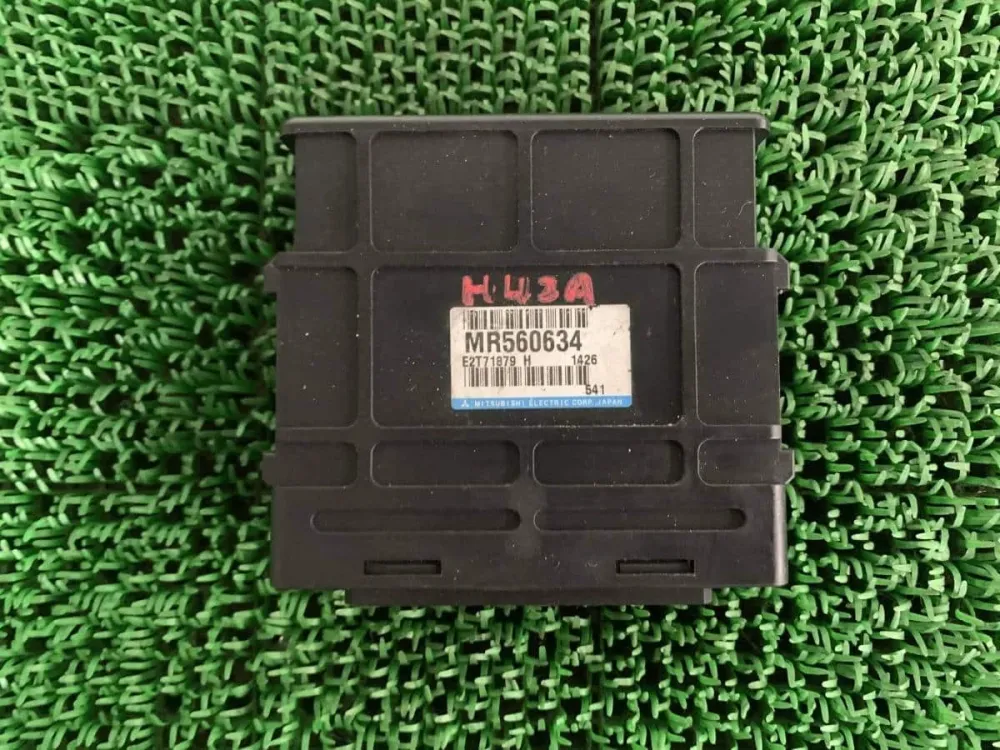 H43A
MR560634
E2T71879 H 1426
541
MITSUBISHI ELECTRIC CORP. JAPAN